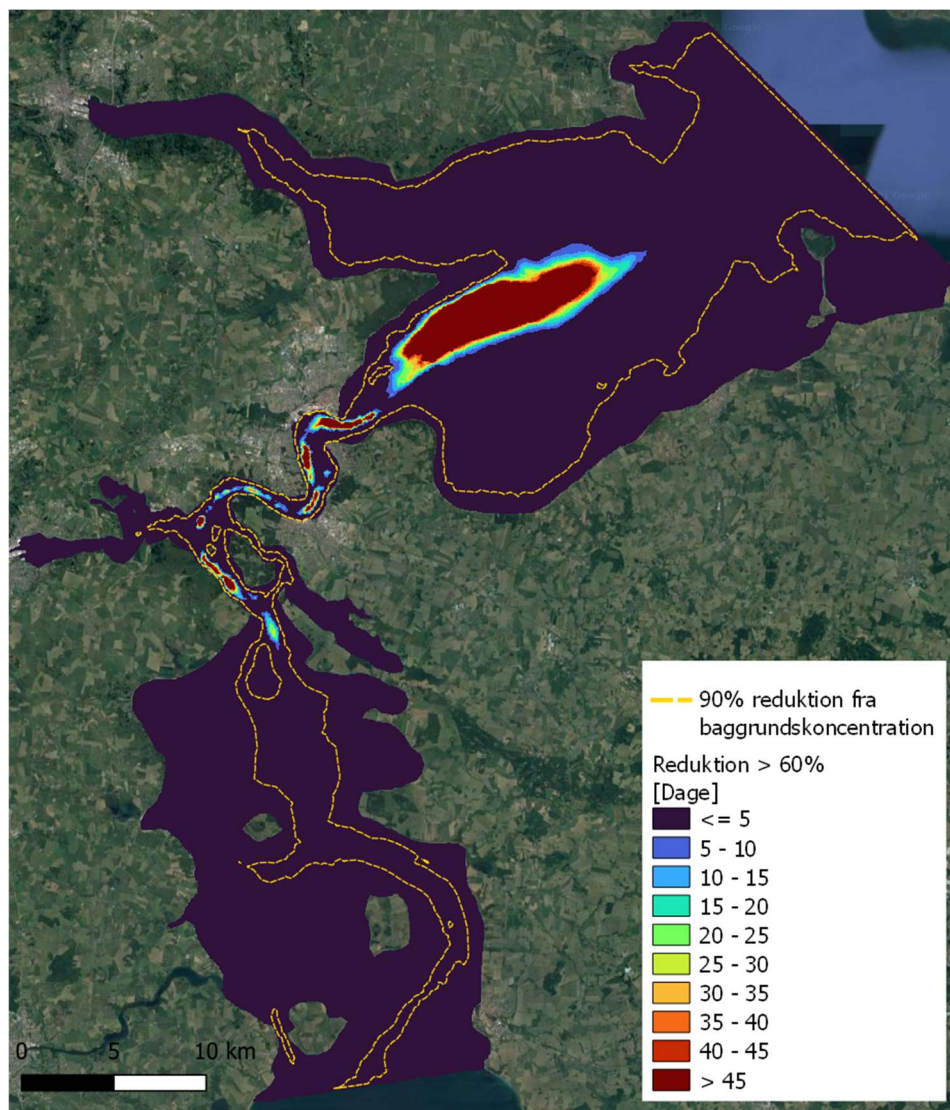 90% reduktion fra
baggrundskoncentration
Reduktion > 60%
[Dage]
<= 5
5 - 10
10 - 15
15 - 20
20 - 25
25 - 30
30 - 35
35 - 40
40 - 45
> 45
0 5 10 km